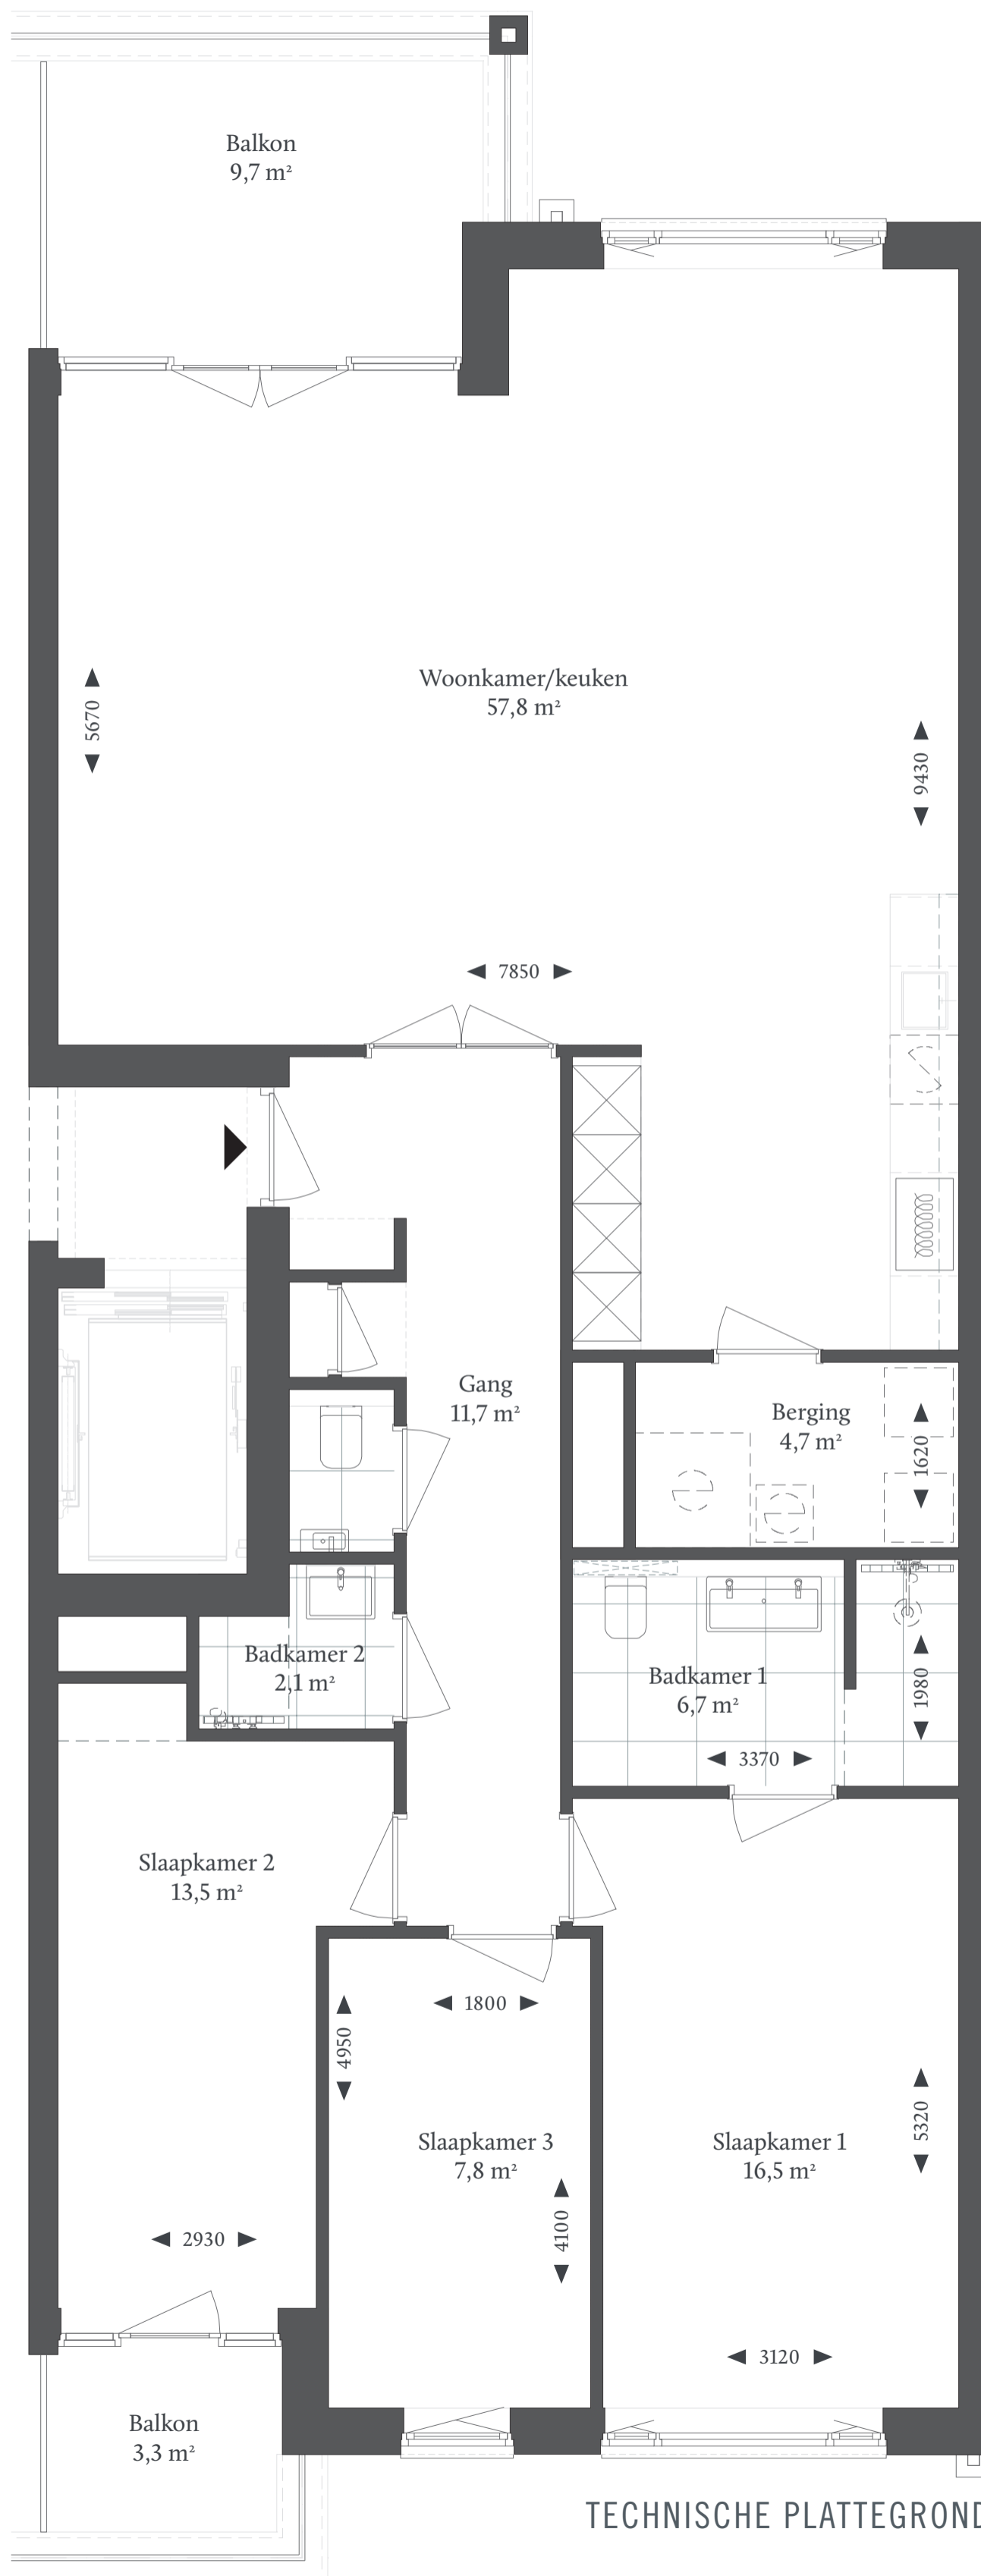 Balkon
9,7 m²
Woonkamer/keuken
57,8 m²
5670
9430
7850
Gang
11,7 m²
Berging
4,7 m²
1620
Badkamer 2
2,1 m²
Badkamer 1
6,7 m²
1980
3370
Slaapkamer 2
13,5 m²
1800
4950
Slaapkamer 3
7,8 m²
Slaapkamer 1
16,5 m²
5320
4100
2930
3120
Balkon
3,3 m²
TECHNISCHE PLATTEGROND